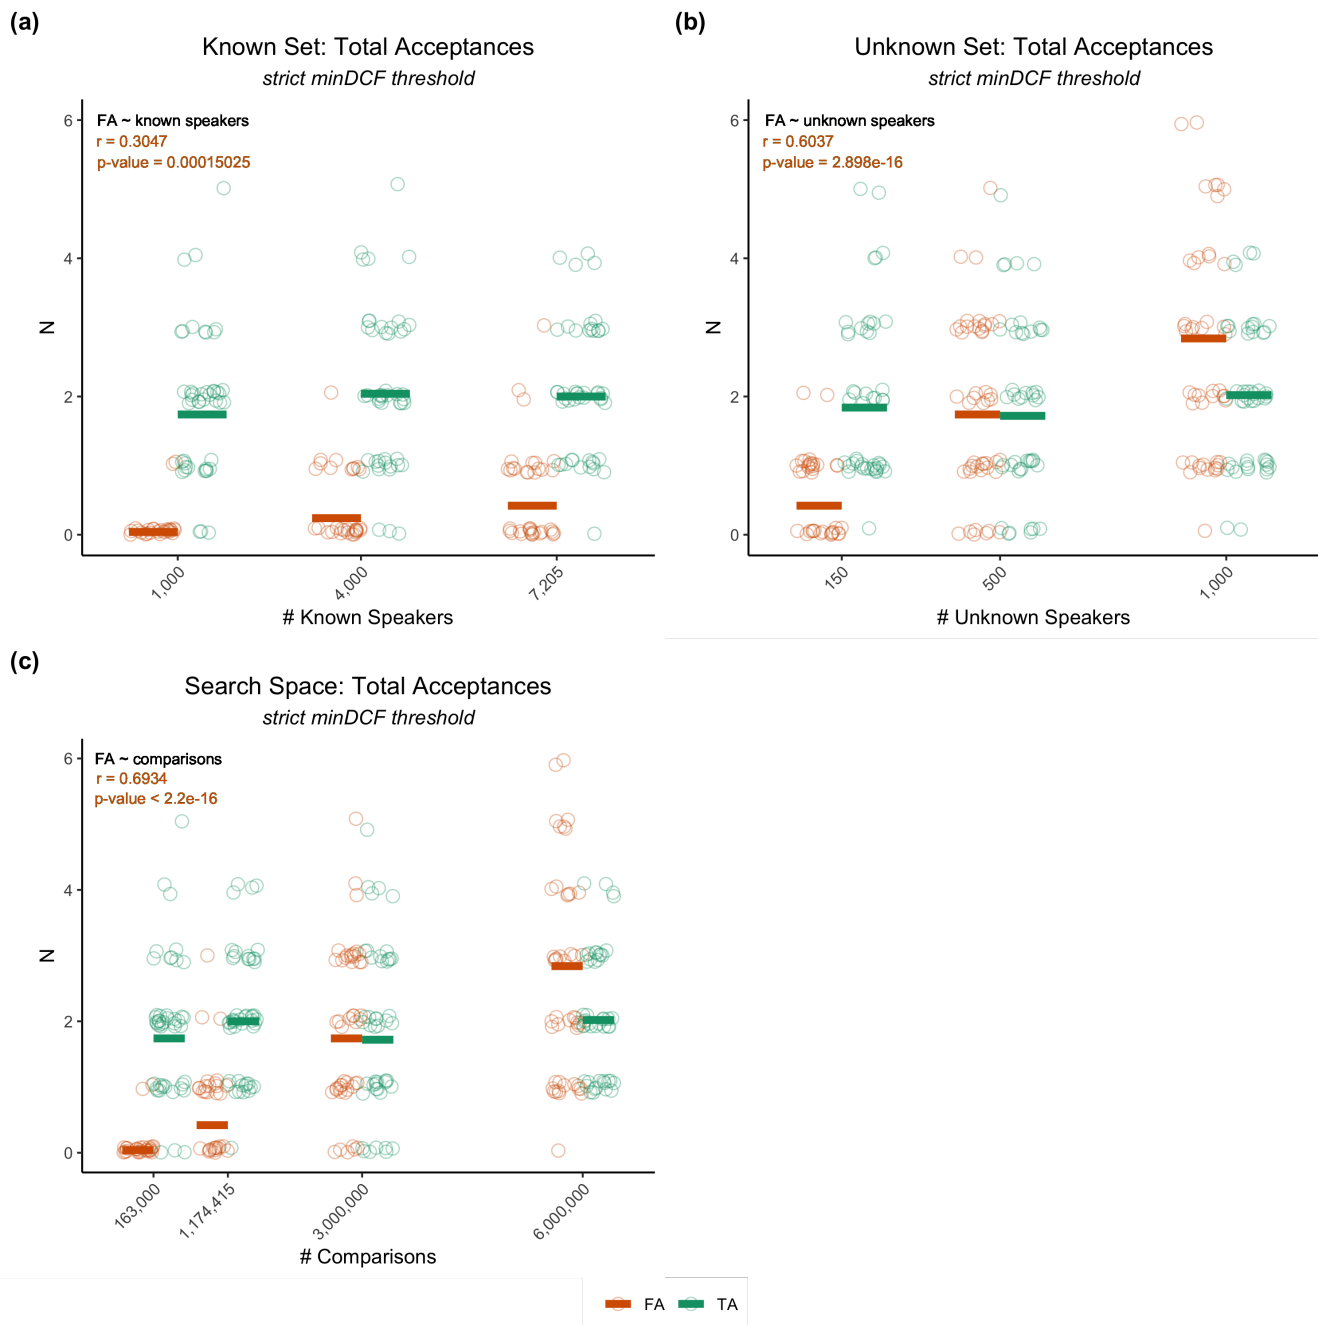 (a)
Known Set: Total Acceptances
strict minDCF threshold
FA ~ known speakers
r = 0.3047
p-value = 0.00015025
6
4
2
0
N
1,000
4,000
7,205
# Known Speakers
(b)
Unknown Set: Total Acceptances
strict minDCF threshold
FA ~ unknown speakers
r = 0.6037
p-value = 2.898e-16
6
4
2
0
N
150
500
1,000
# Unknown Speakers
(c)
Search Space: Total Acceptances
strict minDCF threshold
FA ~ comparisons
r = 0.6934
p-value < 2.2e-16
6
4
2
0
N
163,000
1,174,415
3,000,000
6,000,000
# Comparisons
FA TA